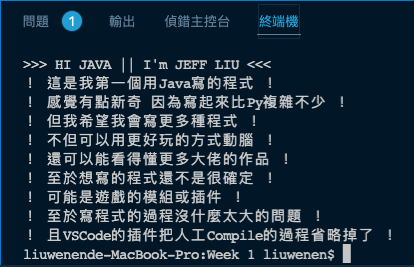 問題 1 輸出 偵錯主控台 終端機
>>> HI JAVA || I'm JEFF LIU <<<
! 這是我第一個用Java寫的程式 !
! 感覺有點新奇 因為寫起來比Py複雜不少 !
! 但我希望我會寫更多種程式 !
! 不但可以用更好玩的方式動腦 !
! 還可以能看得懂更多大佬的作品 !
! 至於想寫的程式還不是很確定 !
! 可能是遊戲的模組或插件 !
! 至於寫程式的過程沒什麼太大的問題 !
! 且VSCode的插件把人工Compile的過程省略掉了 !
liuwenende-MacBook-Pro:Week 1 liuwenen$